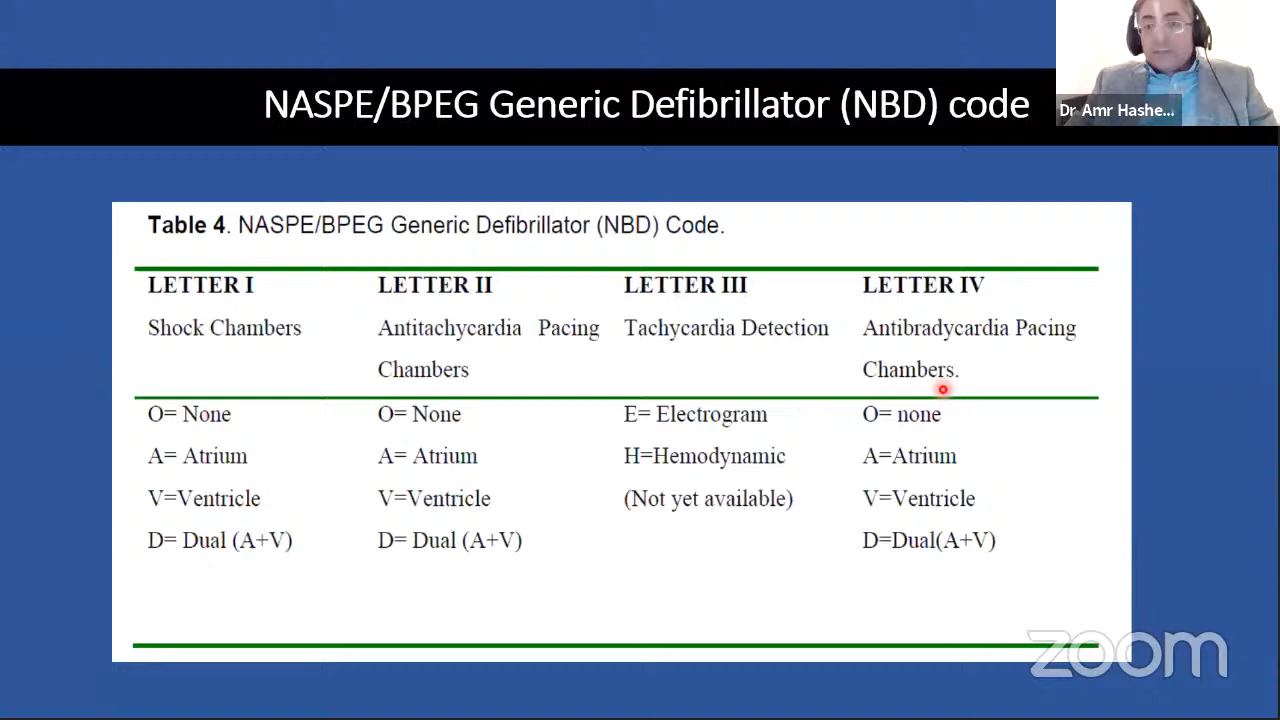 NASPE/BPEG Generic Defibrillator (NBD) code
Dr Amr Hashe...
Table 4. NASPE/BPEG Generic Defibrillator (NBD) Code.
LETTER I LETTER II LETTER III LETTER IV
Shock Chambers Antitachycardia Pacing Tachycardia Detection Antibradycardia Pacing
Chambers Chambers.
O= None O= None E= Electrogram O= none
A= Atrium A= Atrium H=Hemodynamic A=Atrium
V=Ventricle V=Ventricle (Not yet available) V=Ventricle
D= Dual (A+V) D= Dual (A+V) D=Dual(A+V)
zoom